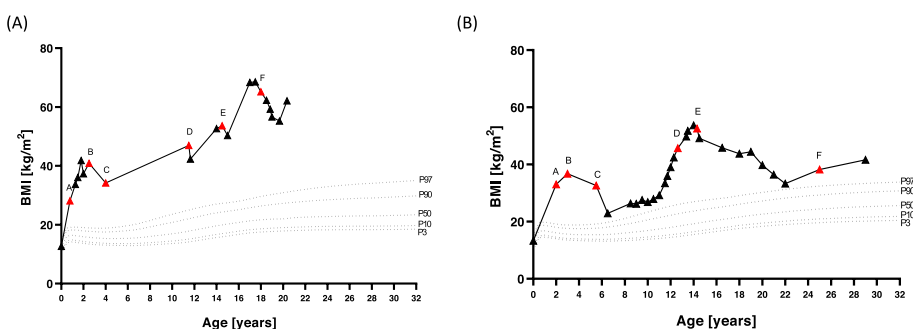 (A)
BMI [kg/m²]
80
60
40
20
0
A
B
C
D
E
F
P97
P90
P50
P10
P3
0 2 4 6 8 10 12 14 16 18 20 22 24 26 28 30 32
Age [years]
(B)
BMI [kg/m²]
80
60
40
20
0
A
B
C
D
E
F
P97
P90
P50
P10
P3
0 2 4 6 8 10 12 14 16 18 20 22 24 26 28 30 32
Age [years]